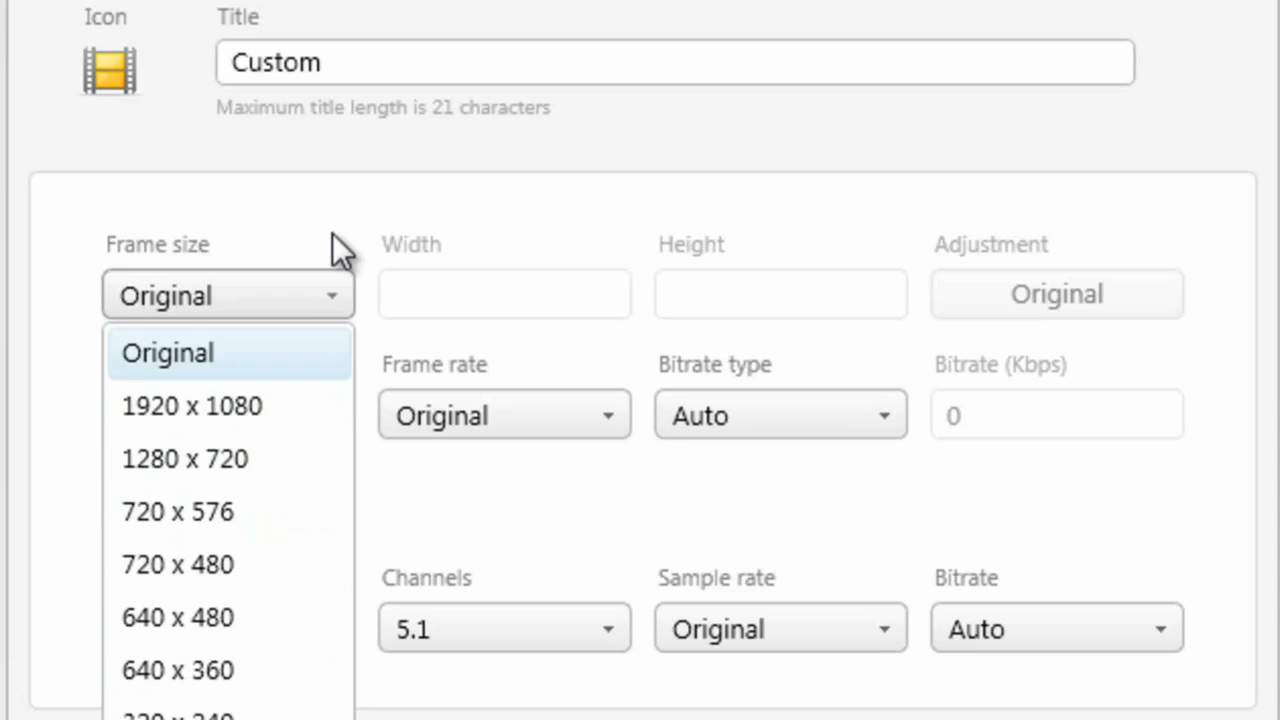 Icon Title
Custom
Maximum title length is 21 characters
Frame size Width Height Adjustment
Original Original
Original
Frame rate Bitrate type Bitrate (Kbps)
1920 x 1080 Original Auto 0
1280 x 720
720 x 576
720 x 480
Channels Sample rate Bitrate
640 x 480 5.1 Original Auto
640 x 360